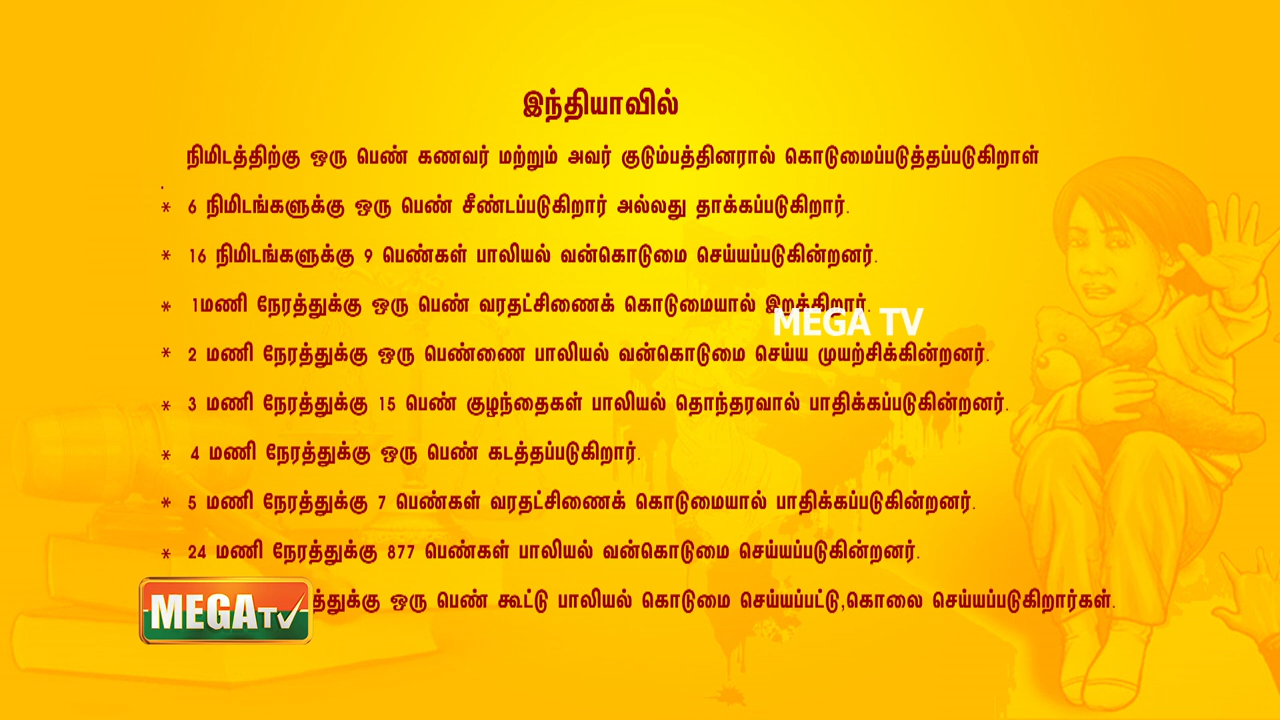 இந்தியாவில்
நிமிடத்திற்கு ஒரு பெண் கணவர் மற்றும் அவர் குடும்பத்தினரால் கொடுமைப்படுத்தப்படுகிறாள்
.
* 6 நிமிடங்களுக்கு ஒரு பெண் சீண்டப்படுகிறார் அல்லது தாக்கப்படுகிறார்.
* 16 நிமிடங்களுக்கு 9 பெண்கள் பாலியல் வன்கொடுமை செய்யப்படுகின்றனர்.
* 1மணி நேரத்துக்கு ஒரு பெண் வரதட்சிணைக் கொடுமையால் இறக்கிறார்.
MEGA TV
* 2 மணி நேரத்துக்கு ஒரு பெண்ணை பாலியல் வன்கொடுமை செய்ய முயற்சிக்கின்றனர்.
* 3 மணி நேரத்துக்கு 15 பெண் குழந்தைகள் பாலியல் தொந்தரவால் பாதிக்கப்படுகின்றனர்.
* 4 மணி நேரத்துக்கு ஒரு பெண் கடத்தப்படுகிறார்.
* 5 மணி நேரத்துக்கு 7 பெண்கள் வரதட்சிணைக் கொடுமையால் பாதிக்கப்படுகின்றனர்.
* 24 மணி நேரத்துக்கு 877 பெண்கள் பாலியல் வன்கொடுமை செய்யப்படுகின்றனர்.
MEGA TV த்துக்கு ஒரு பெண் கூட்டு பாலியல் கொடுமை செய்யப்பட்டு,கொலை செய்யப்படுகிறார்கள்.